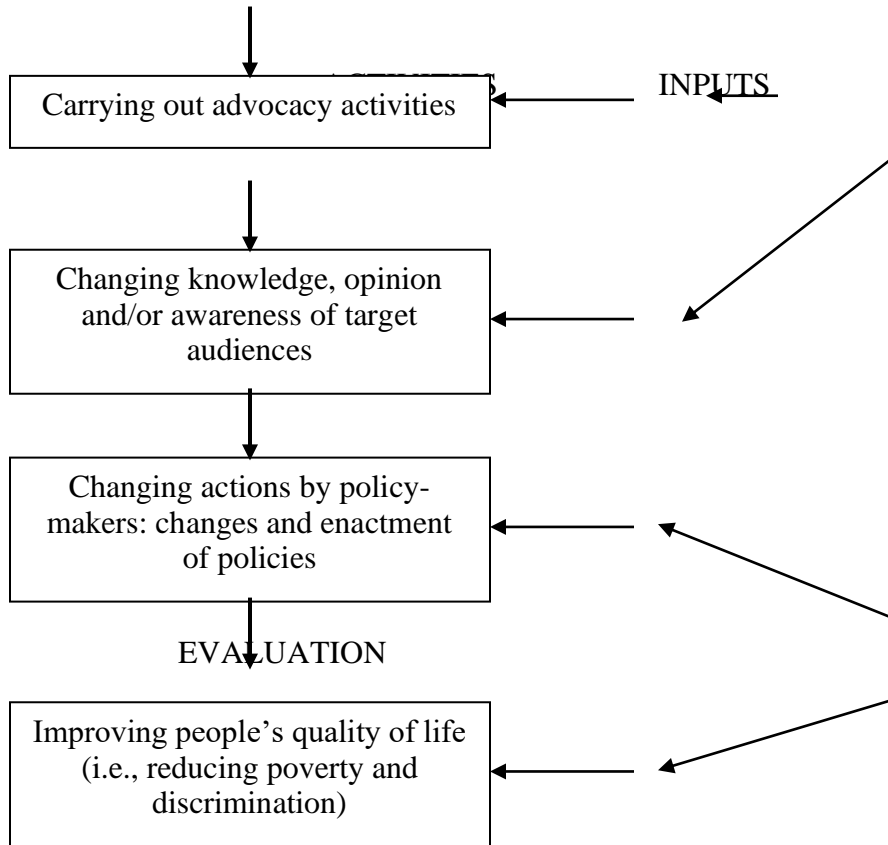 ACTIVITIES INPUTS
Carrying out advocacy activities
Changing knowledge, opinion
and/or awareness of target
audiences
Changing actions by policy-
makers: changes and enactment
of policies
EVALUATION
Improving people’s quality of life
(i.e., reducing poverty and
discrimination)